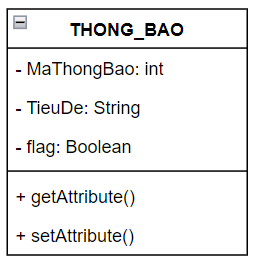 THONG_BAO
- MaThongBao: int
- TieuDe: String
- flag: Boolean
+ getAttribute()
+ setAttribute()